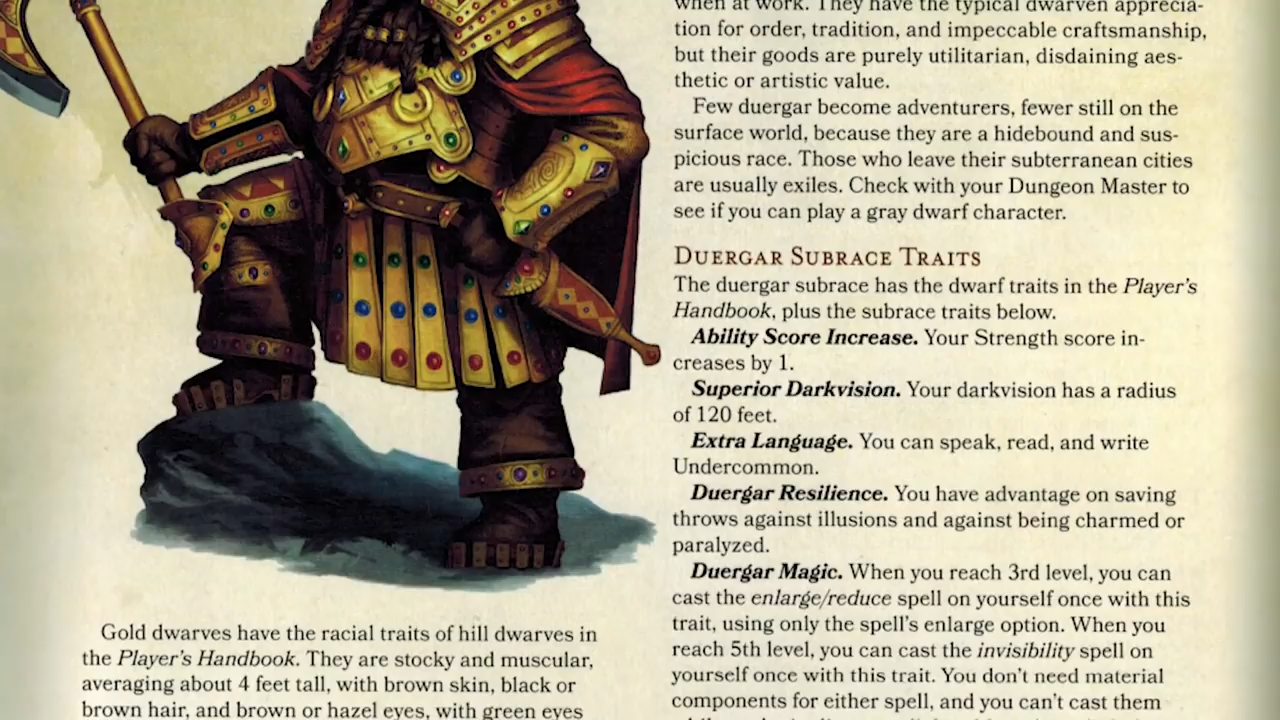 Gold dwarves have the racial traits of hill dwarves in
the Player's Handbook. They are stocky and muscular,
averaging about 4 feet tall, with brown skin, black or
brown hair, and brown or hazel eyes, with green eyes
when at work. They have the typical dwarven apprecia-
tion for order, tradition, and impeccable craftsmanship,
but their goods are purely utilitarian, disdaining aes-
thetic or artistic value.
Few duergar become adventurers, fewer still on the
surface world, because they are a hidebound and sus-
picious race. Those who leave their subterranean cities
are usually exiles. Check with your Dungeon Master to
see if you can play a gray dwarf character.
Duergar Subrace Traits
The duergar subrace has the dwarf traits in the Player's
Handbook, plus the subrace traits below.
Ability Score Increase. Your Strength score in-
creases by 1.
Superior Darkvision. Your darkvision has a radius
of 120 feet.
Extra Language. You can speak, read, and write
Undercommon.
Duergar Resilience. You have advantage on saving
throws against illusions and against being charmed or
paralyzed.
Duergar Magic. When you reach 3rd level, you can
cast the enlarge/reduce spell on yourself once with this
trait, using only the spell's enlarge option. When you
reach 5th level, you can cast the invisibility spell on
yourself once with this trait. You don't need material
components for either spell, and you can't cast them